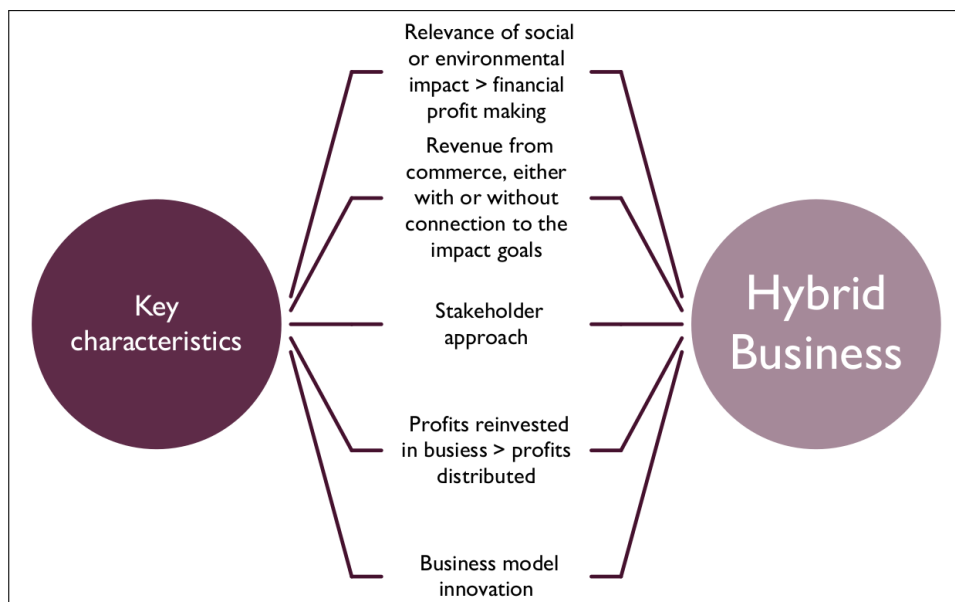 Relevance of social
or environmental
impact > financial
profit making
Revenue from
commerce, either
with or without
connection to the
impact goals
Key
characteristics
Stakeholder
approach
Hybrid
Business
Profits reinvested
in busiess > profits
distributed
Business model
innovation